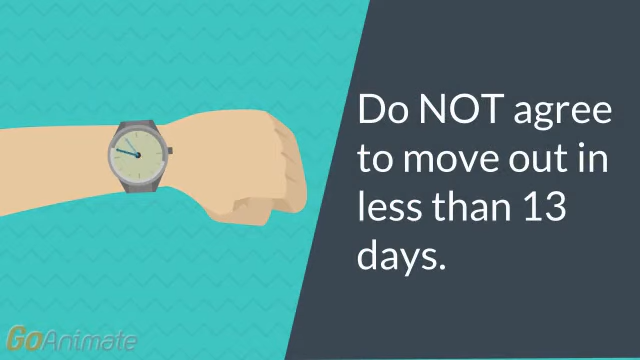 Do NOT agree
to move out in
less than 13
days.
GoAnimate